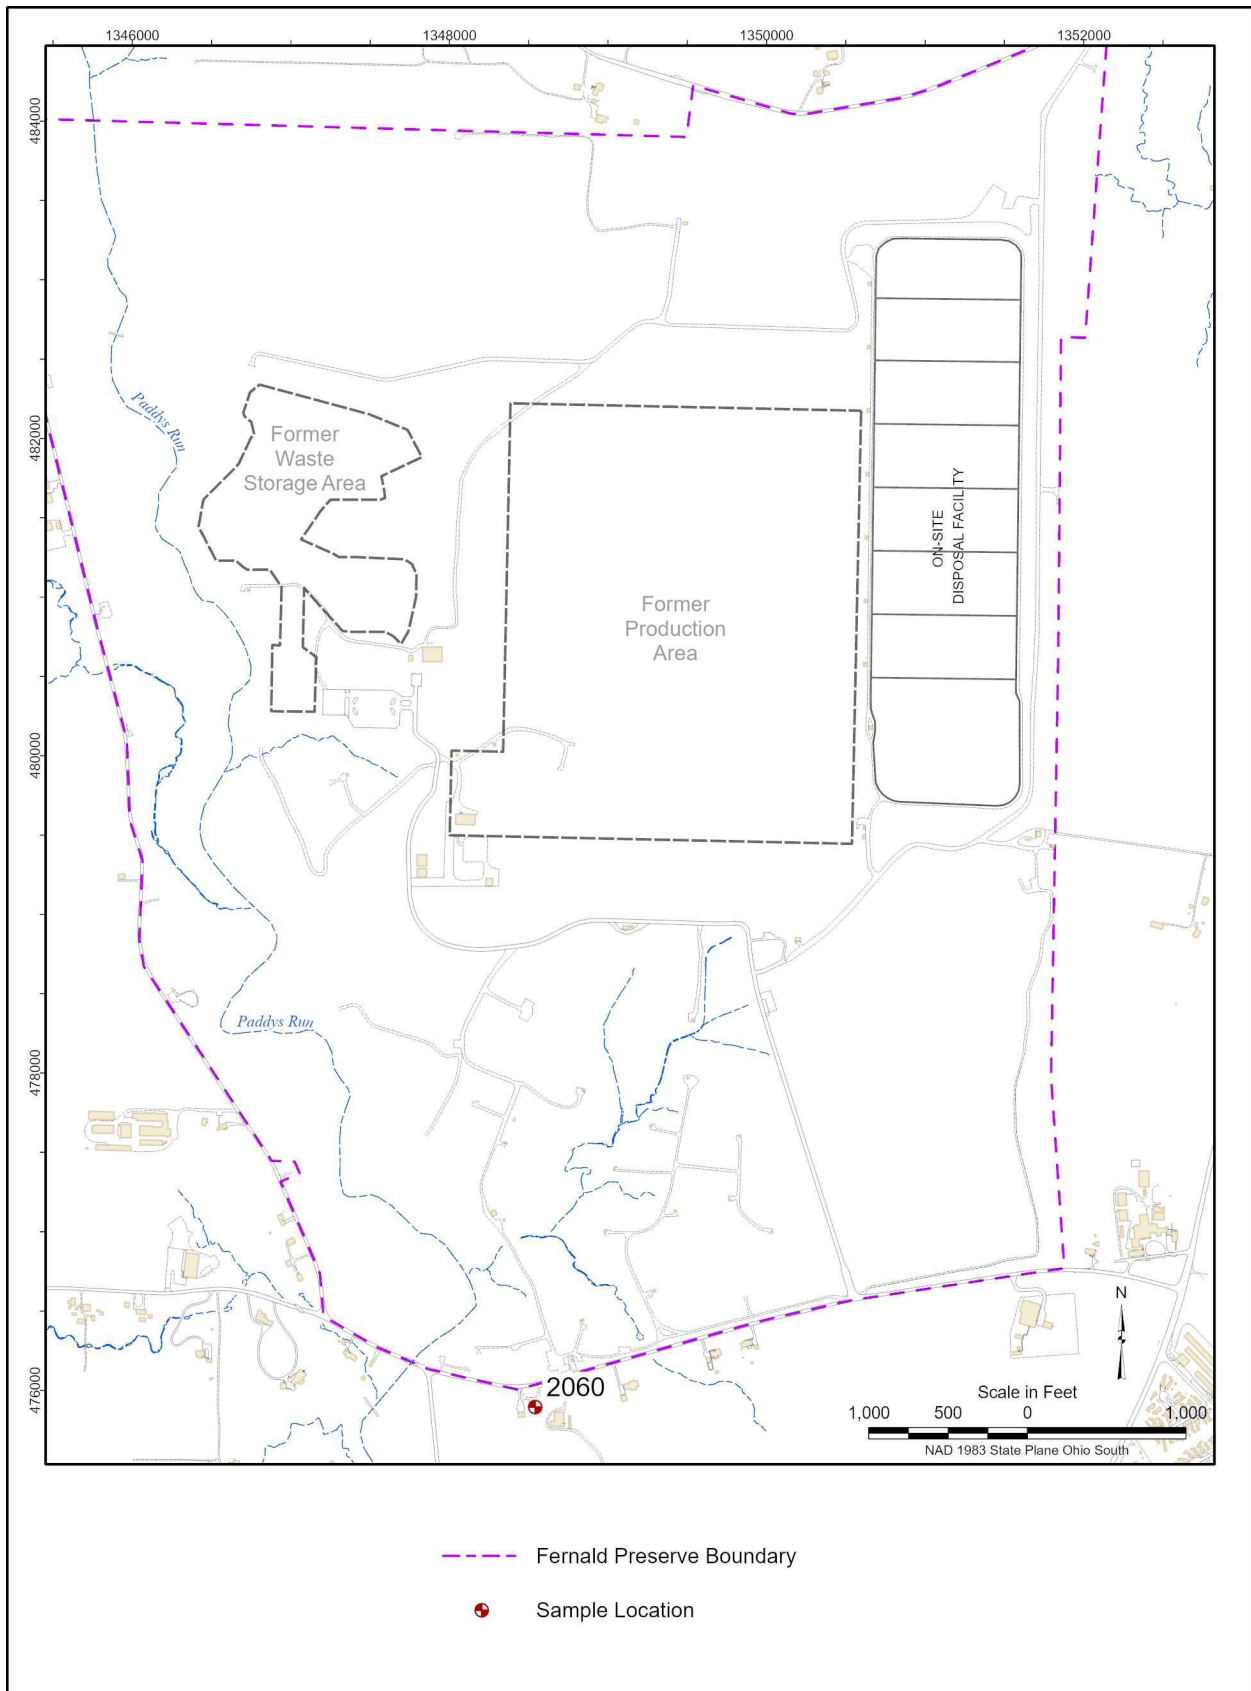 1346000
1348000
1350000
1352000
484000
482000
480000
478000
476000
Paddys Run
Former
Waste
Storage Area
Former
Production
Area
ON-SITE
DISPOSAL FACILITY
Paddys Run
2060
N
Scale in Feet
1,000 500 0 1,000
NAD 1983 State Plane Ohio South
Fernald Preserve Boundary
Sample Location